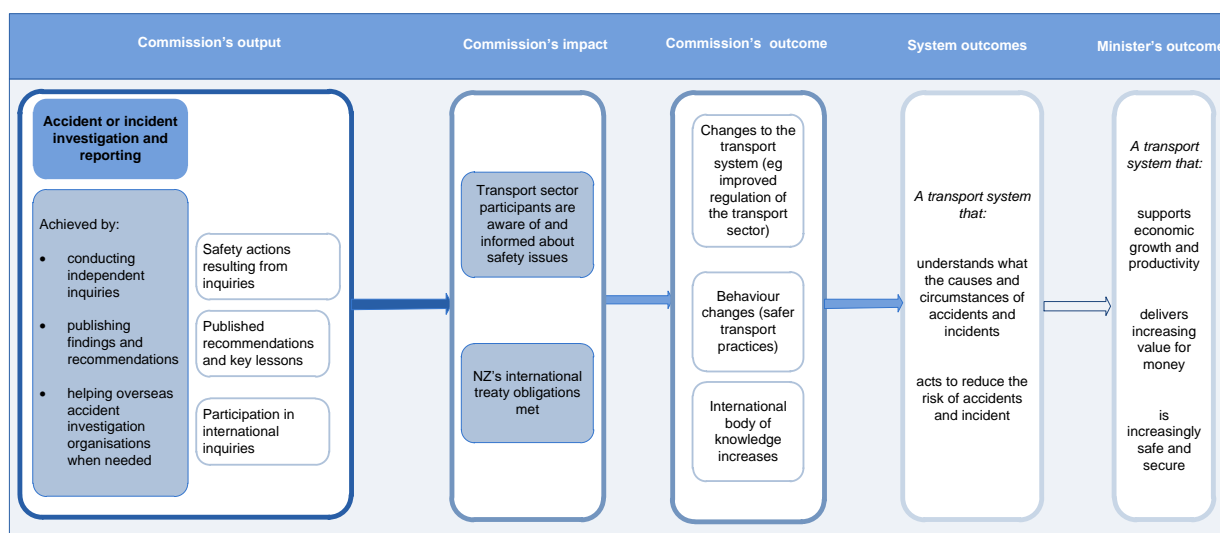 Commission's output
Commission's impact
Commission's outcome
System outcomes
Minister's outcome
Accident or incident
investigation and
reporting
Achieved by:
• conducting
independent
inquiries
• publishing
findings and
recommendations
• helping overseas
accident
investigation
organisations
when needed
Safety actions
resulting from
inquiries
Published
recommendations
and key lessons
Participation in
international
inquiries
Transport sector
participants are
aware of and
informed about
safety issues
NZ's international
treaty obligations
met
Changes to the
transport
system (eg
improved
regulation of
the transport
sector)
Behaviour
changes (safer
transport
practices)
International
body of
knowledge
increases
A transport system
that:
understands what
the causes and
circumstances of
accidents and
incidents
acts to reduce the
risk of accidents
and incident
A transport
system that:
supports
economic
growth and
productivity
delivers
increasing
value for
money
is
increasingly
safe and
secure